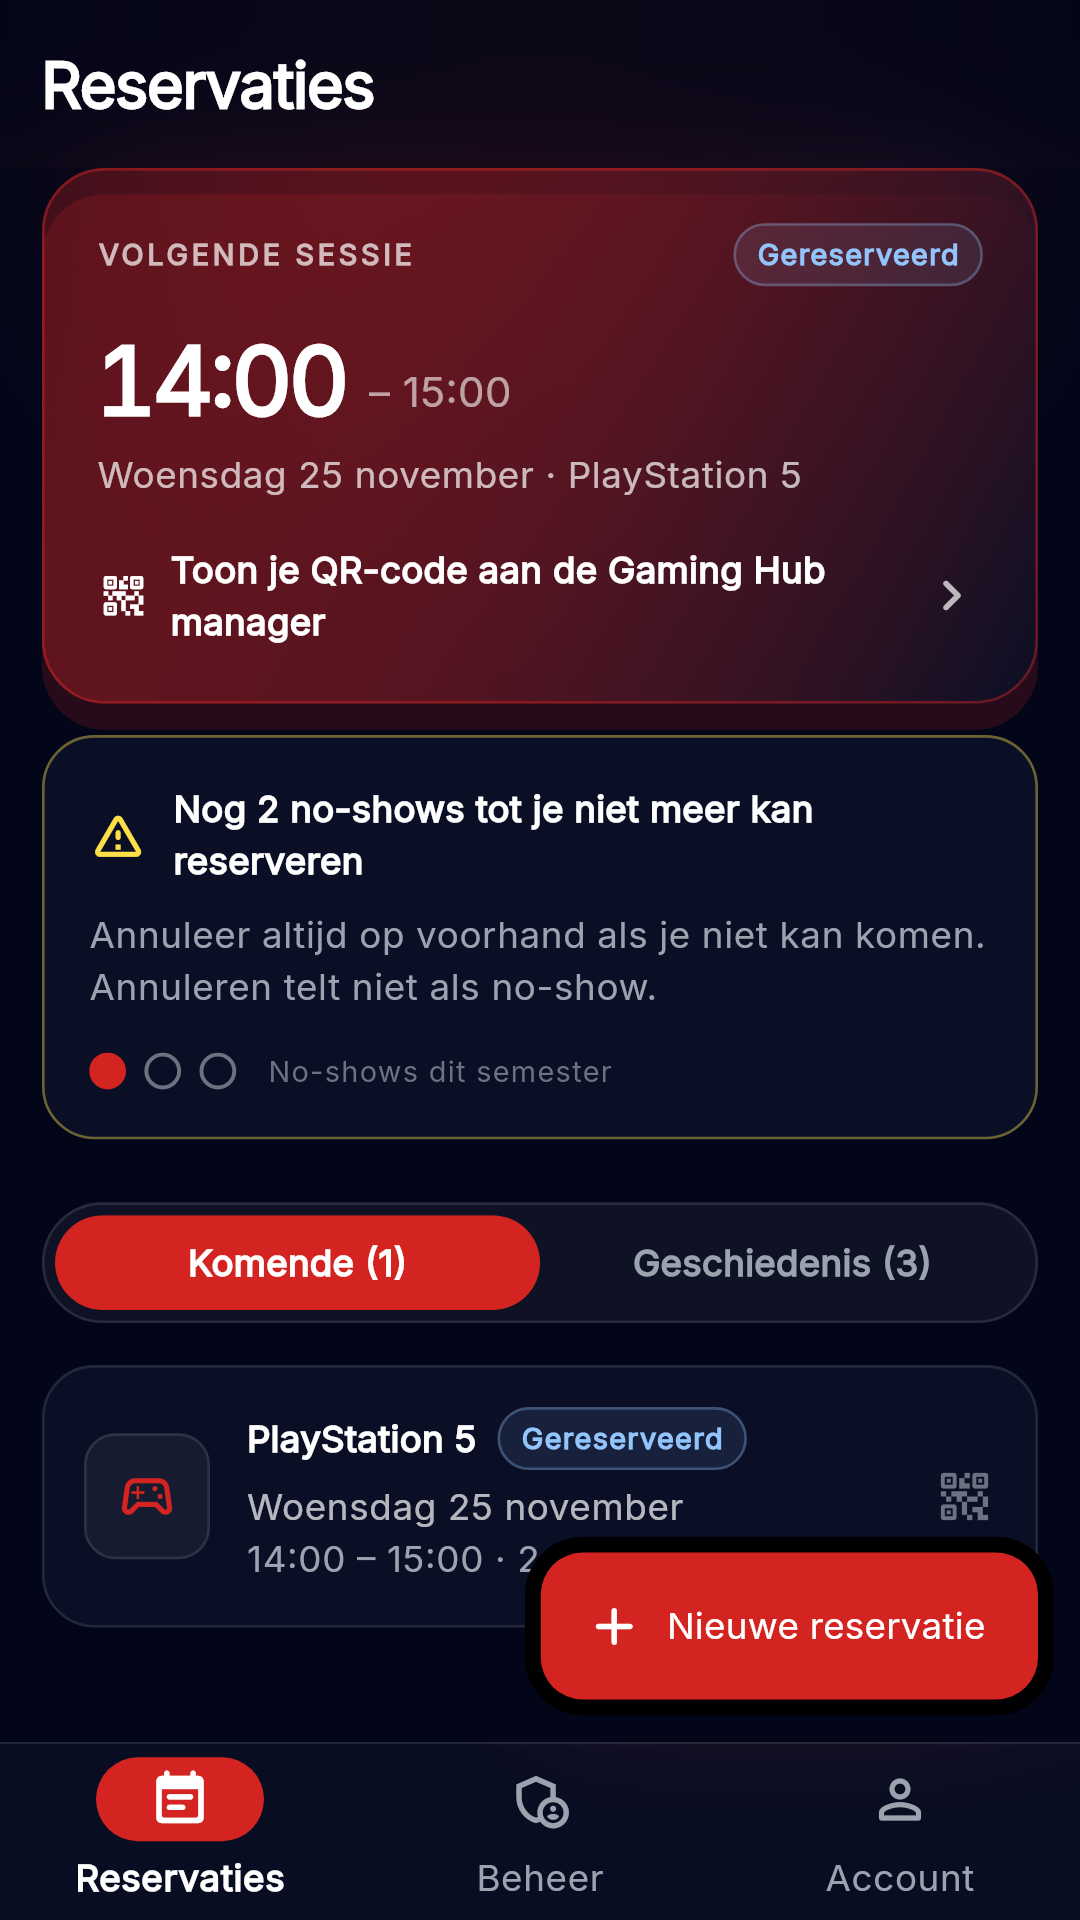 Reservaties
VOLGENDE SESSIE
Gereserveerd
14:00 – 15:00
Woensdag 25 november · PlayStation 5
Toon je QR-code aan de Gaming Hub
manager
Nog 2 no-shows tot je niet meer kan
reserveren
Annuleer altijd op voorhand als je niet kan komen.
Annuleren telt niet als no-show.
No-shows dit semester
Komende (1)
Geschiedenis (3)
PlayStation 5
Gereserveerd
Woensdag 25 november
14:00 – 15:00 · 2
Nieuwe reservatie
Reservaties
Beheer
Account